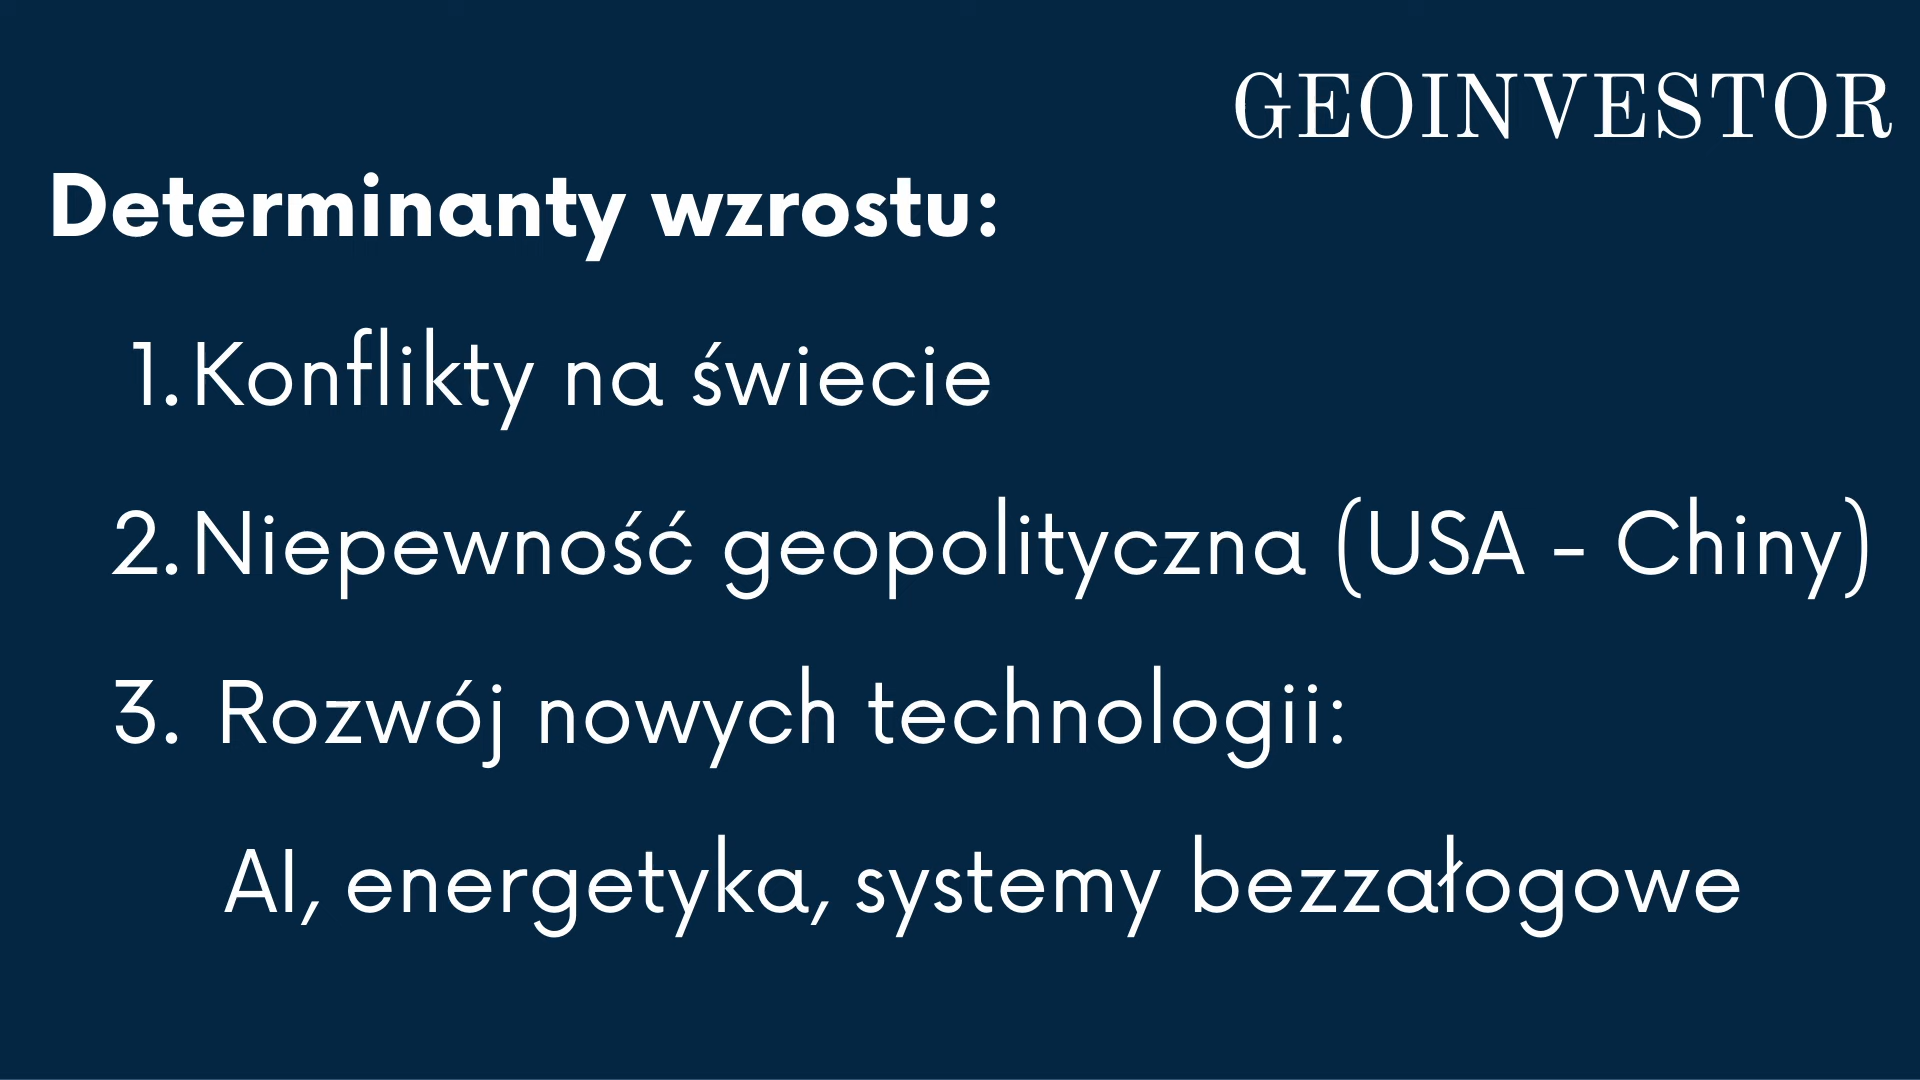 GEOINVESTOR
Determinanty wzrostu:
1. Konflikty na świecie
2. Niepewność geopolityczna (USA - Chiny)
3. Rozwój nowych technologii:
AI, energetyka, systemy bezzałogowe